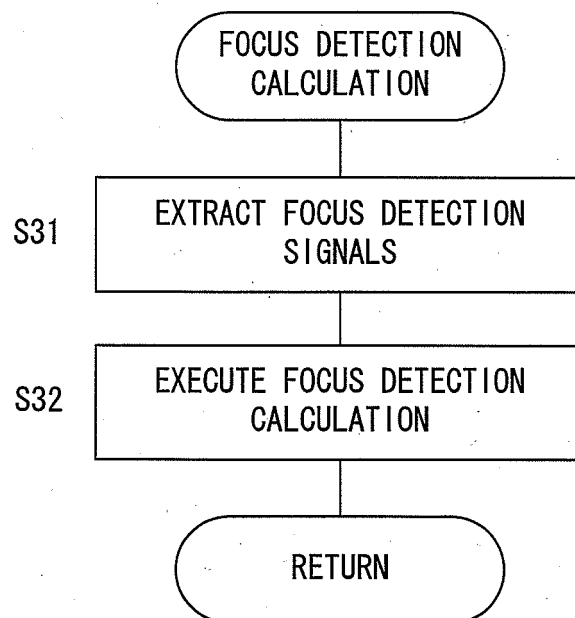 FOCUS DETECTION
CALCULATION
S31
EXTRACT FOCUS DETECTION
SIGNALS
S32
EXECUTE FOCUS DETECTION
CALCULATION
RETURN